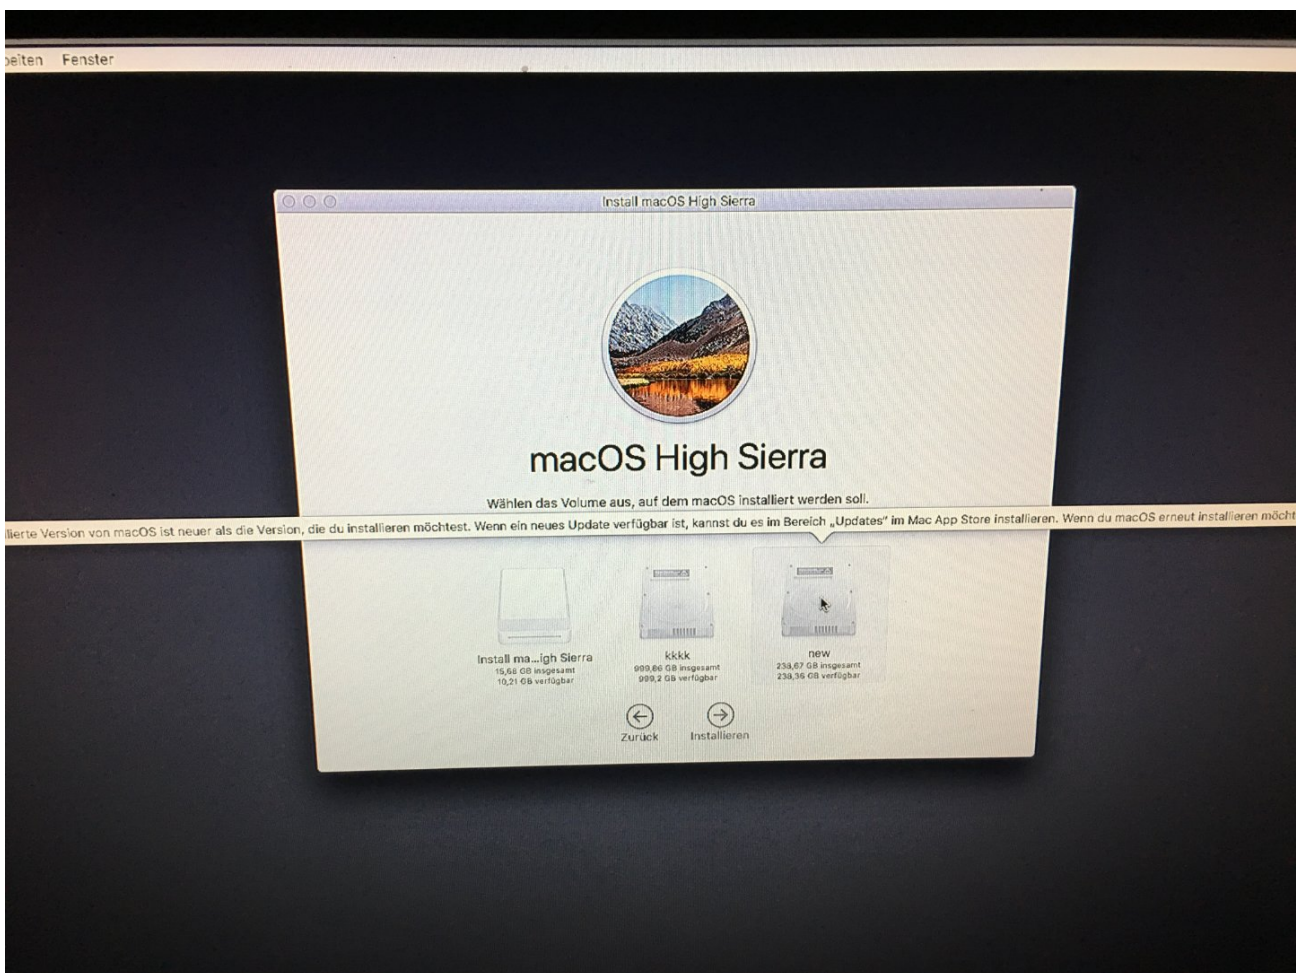 Fenster
Install macOS High Sierra
macOS High Sierra
Wählen das Volume aus, auf dem macOS installiert werden soll.
Version von macOS ist neuer als die Version, die du installieren möchtest. Wenn ein neues Update verfügbar ist, kannst du es im Bereich „Updates" im Mac App Store installieren. Wenn du macOS erneut installieren möcht
Install ma...igh Sierra
15,68 GB insgesamt
10,21 GB verfügbar
kkkk
999,86 GB insgesamt
999,2 GB verfügbar
new
239,67 GB insgesamt
239,36 GB verfügbar
Zurück
Installieren